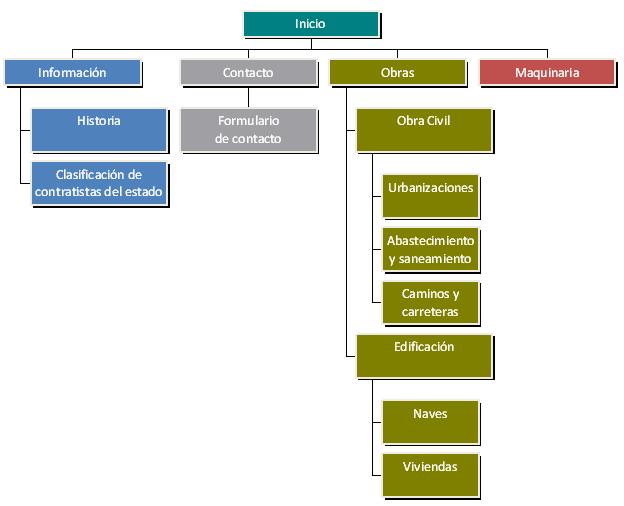 Inicio
Información
Contacto
Obras
Maquinaria
Historia
Formulario
de contacto
Obra Civil
Clasificación de
contratistas del estado
Urbanizaciones
Abastecimiento
y saneamiento
Caminos y
carreteras
Edificación
Naves
Viviendas